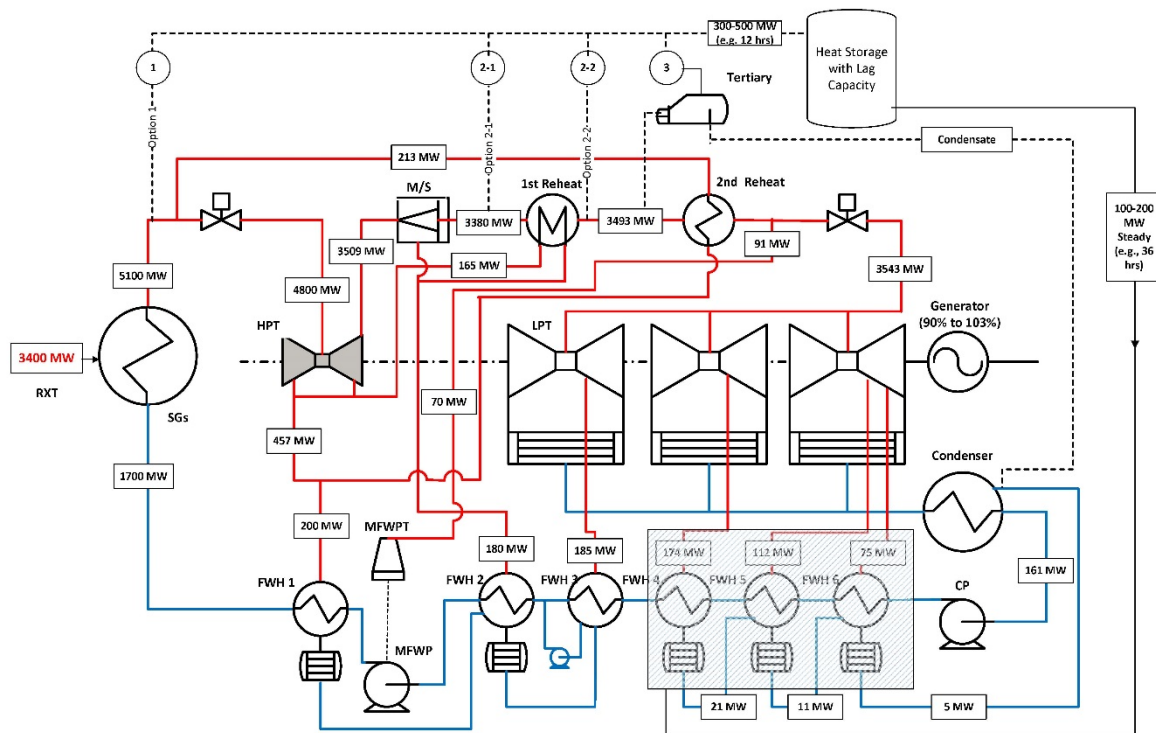 300-500 MW
(e.g. 12 hrs)
Heat Storage
with Lag
Capacity
1
2-1
2-2
3
Tertiary
Option 1
Option 2-1
Option 2-2
Condensate
213 MW
M/S
1st Reheat
2nd Reheat
3380 MW
3493 MW
91 MW
100-200
MW
Steady
(e.g., 36
hrs)
3509 MW
165 MW
3543 MW
5100 MW
4800 MW
HPT
LPT
Generator
(90% to 103%)
3400 MW
RXT
SGs
70 MW
457 MW
1700 MW
Condenser
200 MW
MFWPT
180 MW
185 MW
174 MW
112 MW
75 MW
161 MW
FWH 1
FWH 2
FWH 3
FWH 4
FWH 5
FWH 6
CP
MFWP
21 MW
11 MW
5 MW